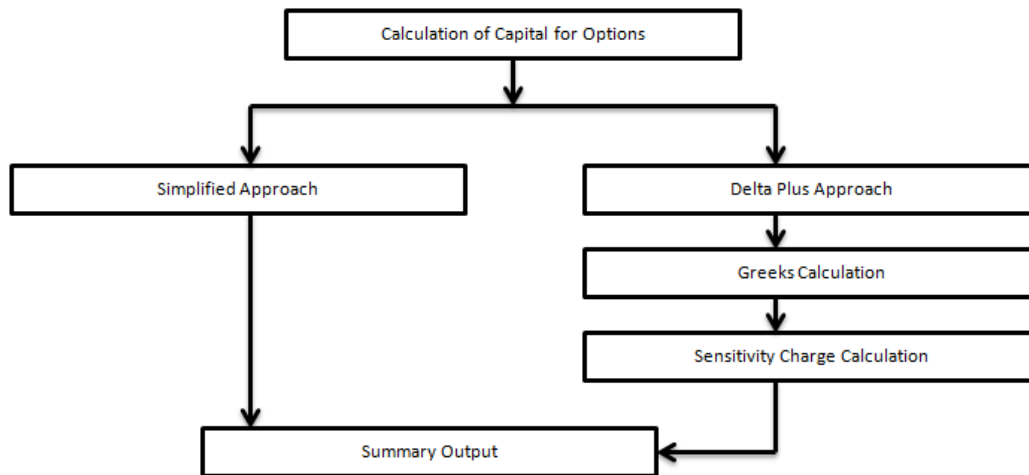 Calculation of Capital for Options
Simplified Approach
Delta Plus Approach
Greeks Calculation
Sensitivity Charge Calculation
Summary Output